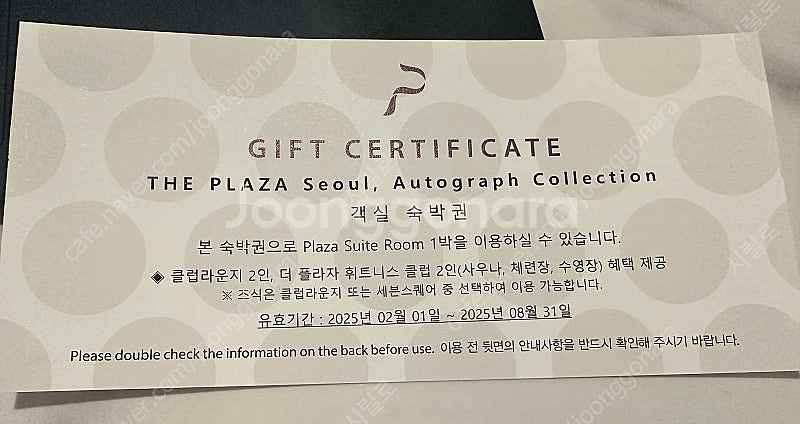 GIFT CERTIFICATE
THE PLAZA Seoul, Autograph Collection
객실 숙박권
Joonggonara
본 숙박권으로 Plaza Suite Room 1박을 이용하실 수 있습니다.
◈ 클럽라운지 2인, 더 플라자 휘트니스 클럽 2인(사우나, 체련장, 수영장) 혜택 제공
※ 조식은 클럽라운지 또는 세븐스퀘어 중 선택하여 이용 가능합니다.
유효기간 : 2025년 02월 01일 ~ 2025년 08월 31일
Please double check the information on the back before use. 이용 전 뒷면의 안내사항을 반드시 확인해 주시기 바랍니다.
cafe.naver.com/joonggonara
시릴로